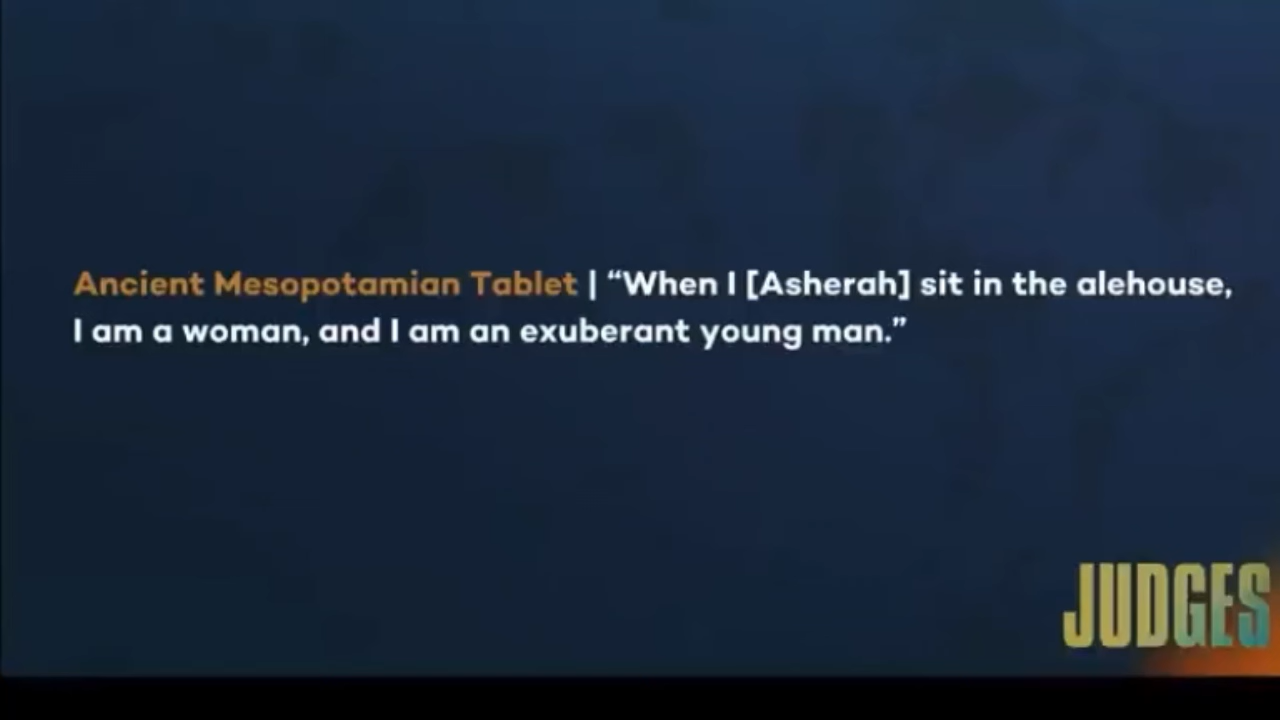 Ancient Mesopotamian Tablet | “When I [Asherah] sit in the alehouse,
I am a woman, and I am an exuberant young man.”
JUDGES